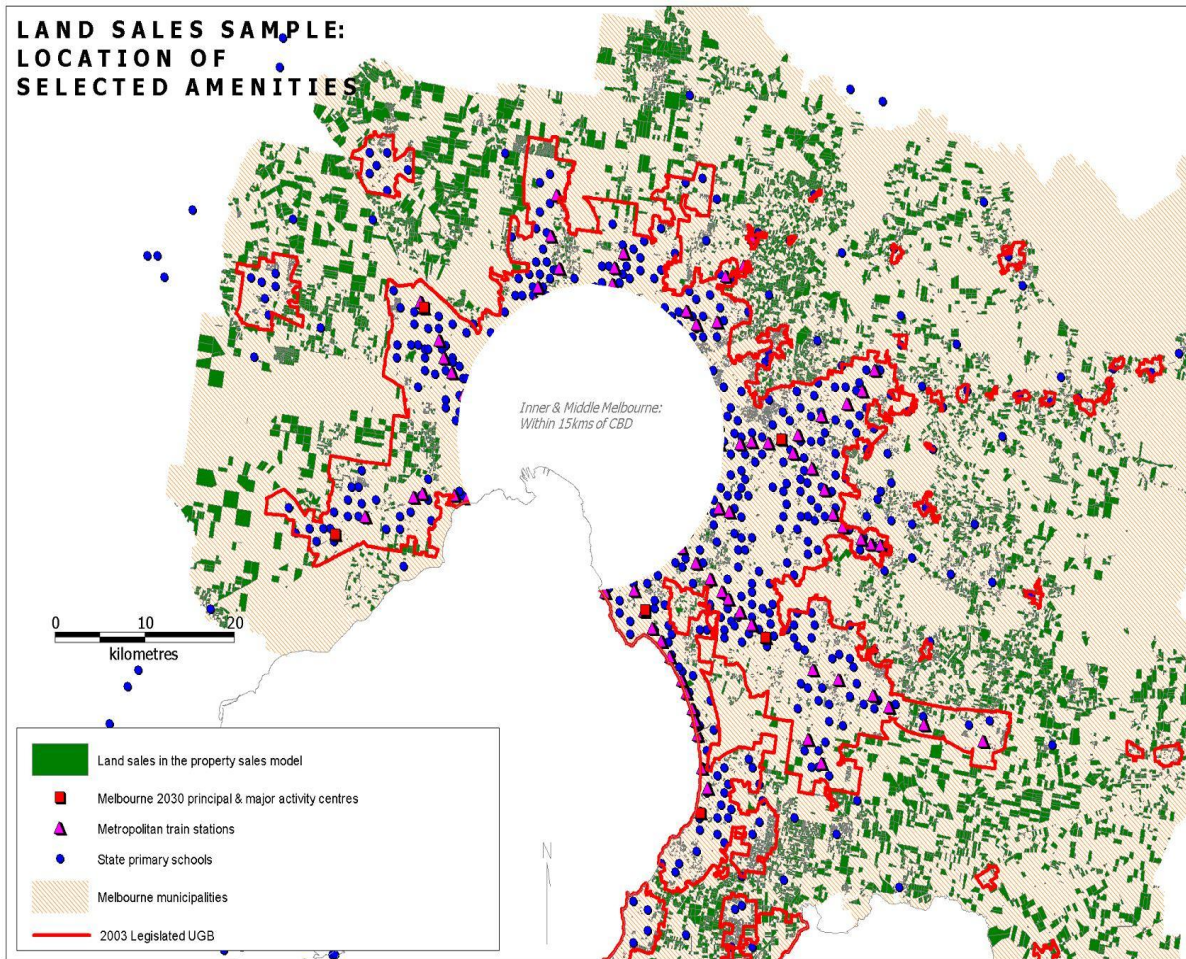 LAND SALES SAMPLE:
LOCATION OF
SELECTED AMENITIES
Inner & Middle Melbourne:
Within 15kms of CBD
0 10 20
kilometres
Land sales in the property sales model
Melbourne 2030 principal & major activity centres
Metropolitan train stations
State primary schools
Melbourne municipalities
2003 Legislated UGB
N